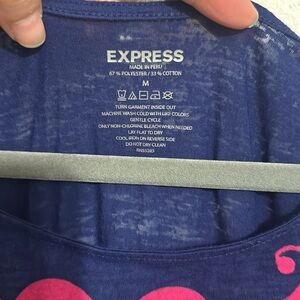 EXPRESS
MADE IN PERU
67 % POLYESTER / 33 % COTTON
M
TURN GARMENT INSIDE OUT
MACHINE WASH COLD WITH LIKE COLORS
GENTLE CYCLE
ONLY NON-CHLORINE BLEACH WHEN NEEDED
LAY FLAT TO DRY
COOL IRON ON REVERSE SIDE
DO NOT DRY CLEAN